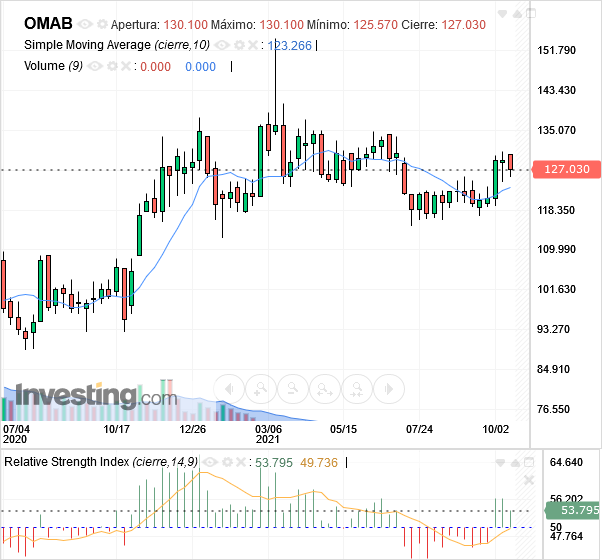 OMAB Apertura: 130.100 Máximo: 130.100 Mínimo: 125.570 Cierre: 127.030
Simple Moving Average (cierre,10) : 123.266
Volume (9) : 0.000 0.000
151.790
143.430
135.070
127.030
118.350
109.990
101.630
93.270
84.910
76.550
Investing.com
07/04 10/17 12/26 03/06 05/15 07/24 10/02
2020 2021
Relative Strength Index (cierre,14,9) : 53.795 49.736
64.640
56.202
53.795
50
47.764